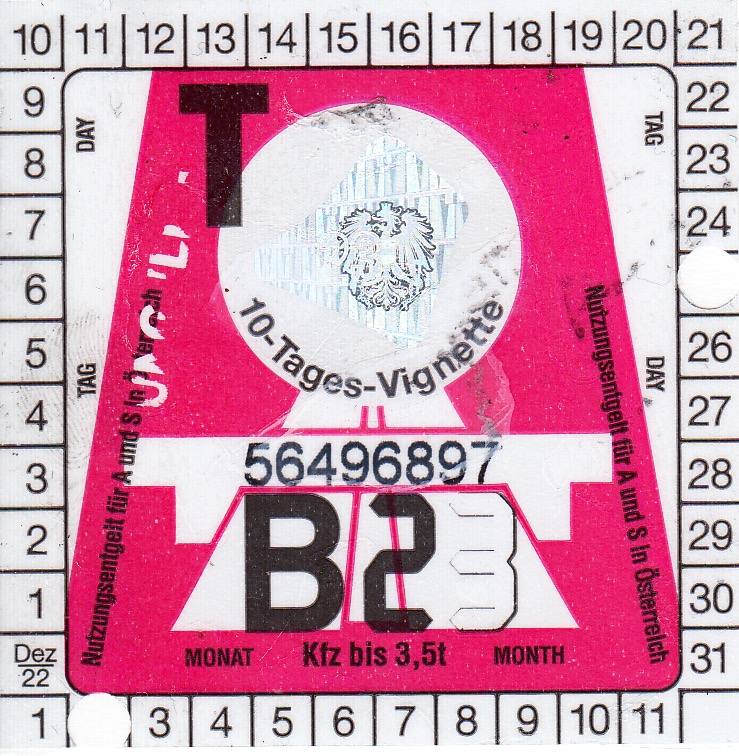 10 11 12 13 14 15 16 17 18 19 20 21
9 22
8 23
7 24
6
5 26
4 27
3 28
2 29
1 30
Dez
22
31
1 3 4 5 6 7 8 9 10 11
DAY
TAG
TAG
DAY
T
10-Tages-Vignette
Nutzungsentgelt für A und S in
Nutzungsentgelt für A und S in Österreich
56496897
B23
MONAT Kfz bis 3,5t MONTH